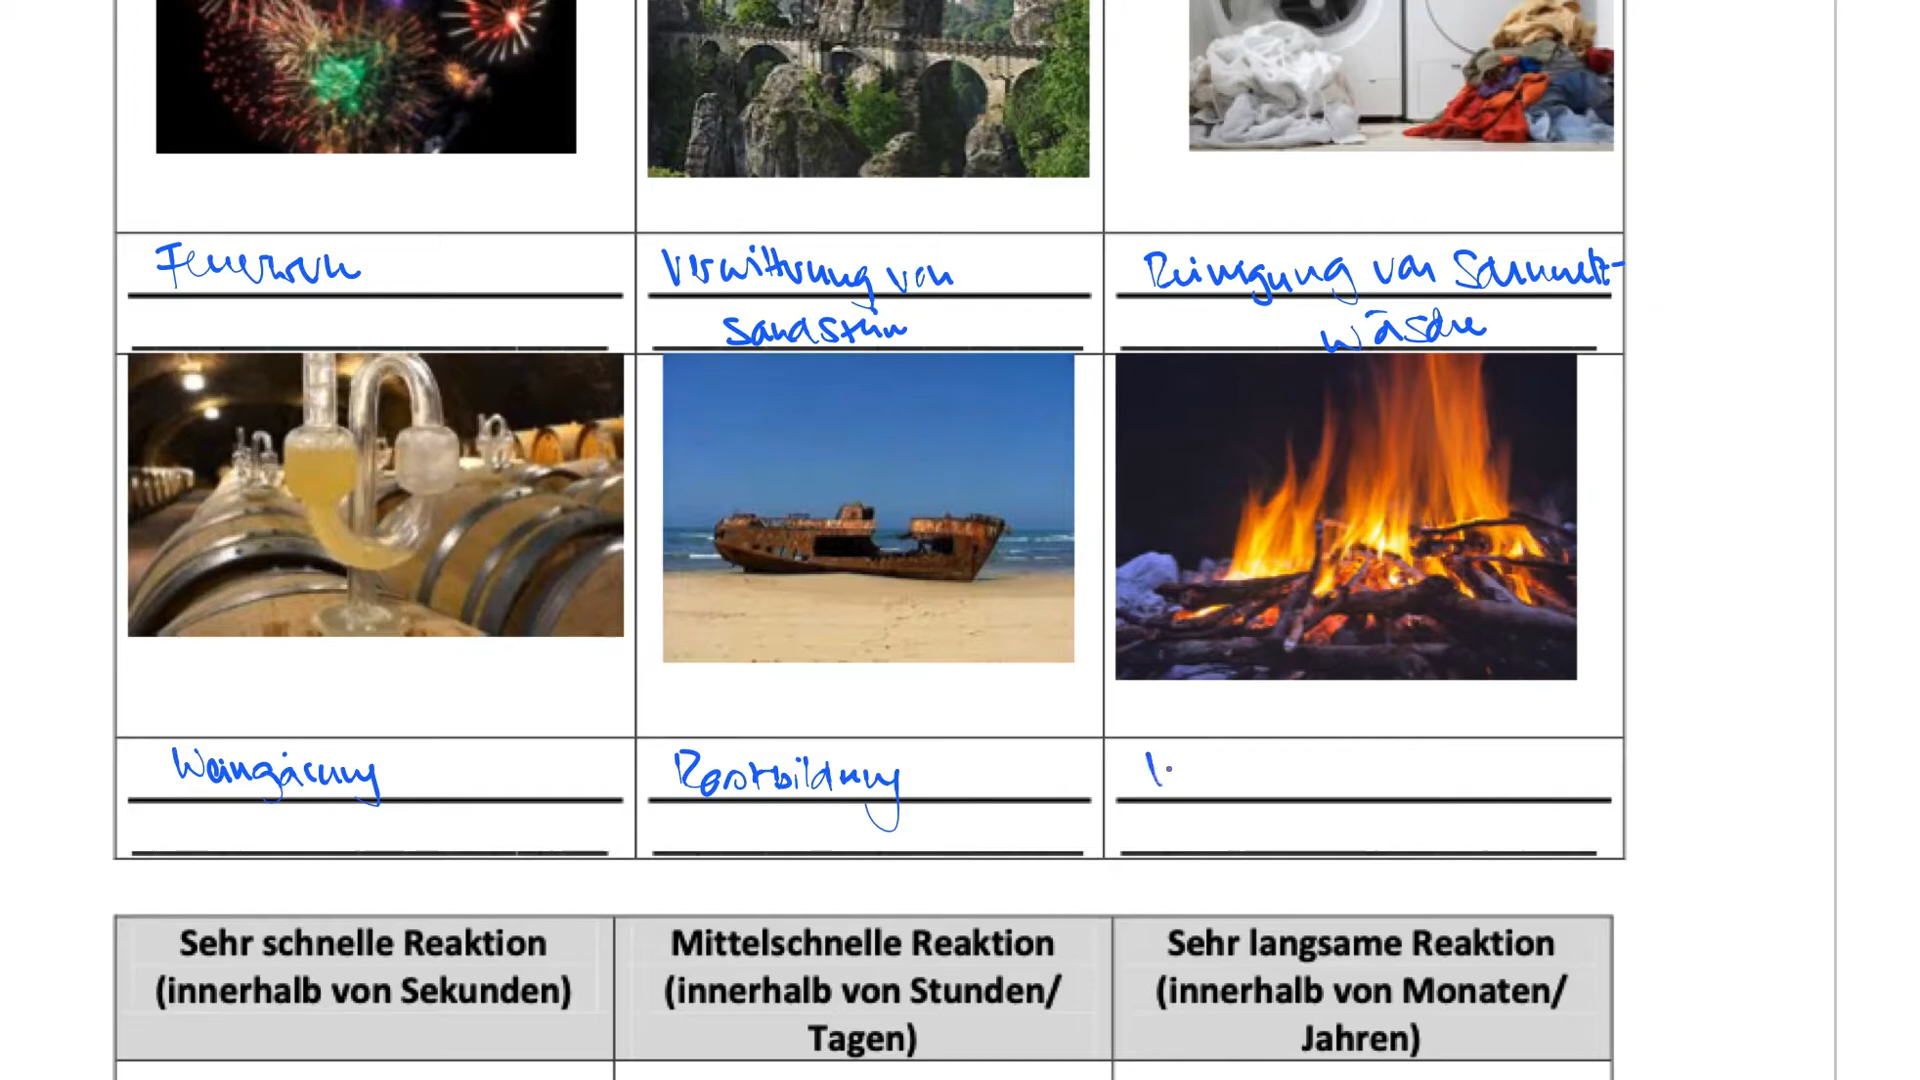 Feuerwerk
Verwitterung von
Sandstein
Reinigung von Schmutz-
wäsche
Weingärung
Rostbildung
Sehr schnelle Reaktion
(innerhalb von Sekunden)
Mittelschnelle Reaktion
(innerhalb von Stunden/
Tagen)
Sehr langsame Reaktion
(innerhalb von Monaten/
Jahren)